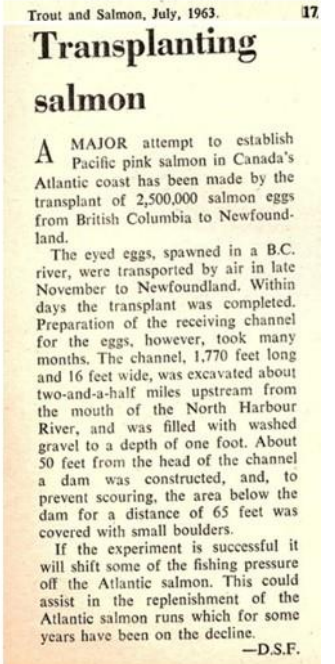 Trout and Salmon, July, 1963. 17
Transplanting
salmon
A MAJOR attempt to establish
Pacific pink salmon in Canada's
Atlantic coast has been made by the
transplant of 2,500,000 salmon eggs
from British Columbia to Newfound-
land.
The eyed eggs, spawned in a B.C.
river, were transported by air in late
November to Newfoundland. Within
days the transplant was completed.
Preparation of the receiving channel
for the eggs, however, took many
months. The channel, 1,770 feet long
and 16 feet wide, was excavated about
two-and-a-half miles upstream from
the mouth of the North Harbour
River, and was filled with washed
gravel to a depth of one foot. About
50 feet from the head of the channel
a dam was constructed, and, to
prevent scouring, the area below the
dam for a distance of 65 feet was
covered with small boulders.
If the experiment is successful it
will shift some of the fishing pressure
off the Atlantic salmon. This could
assist in the replenishment of the
Atlantic salmon runs which for some
years have been on the decline.
—D.S.F.